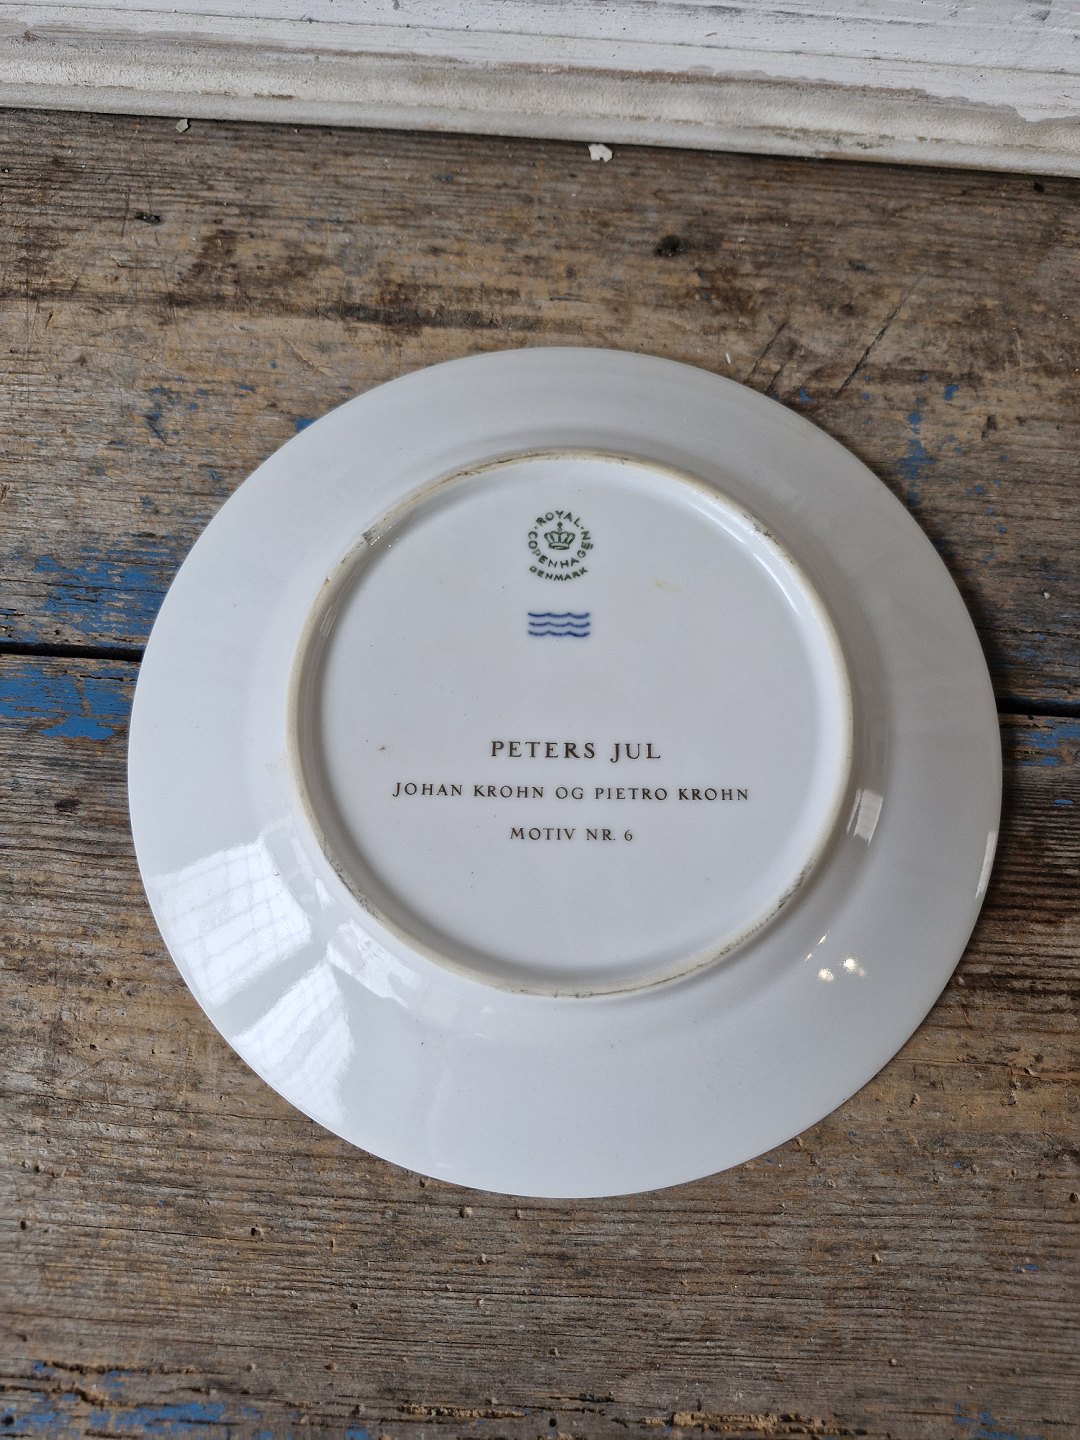 ROYAL
COPENHAGEN
DENMARK
PETERS JUL
JOHAN KROHN OG PIETRO KROHN
MOTIV NR. 6